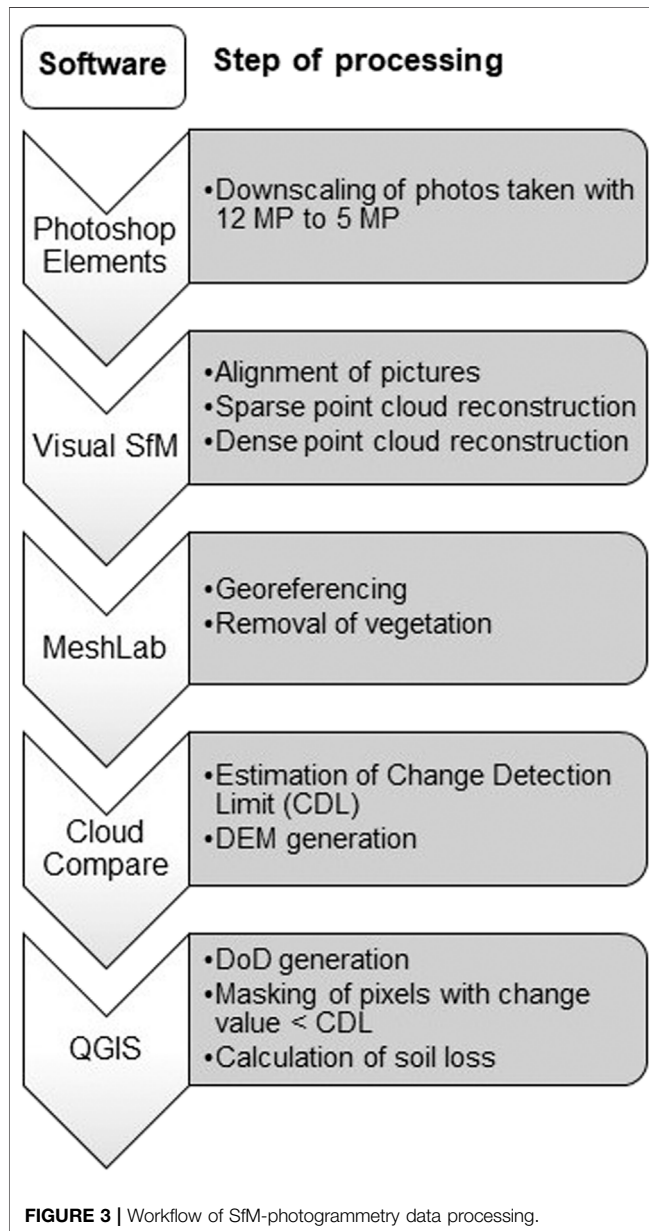 Software
Step of processing
Photoshop
Elements
•Downscaling of photos taken with
12 MP to 5 MP
Visual SfM
•Alignment of pictures
•Sparse point cloud reconstruction
•Dense point cloud reconstruction
MeshLab
•Georeferencing
•Removal of vegetation
Cloud
Compare
•Estimation of Change Detection
Limit (CDL)
•DEM generation
QGIS
•DoD generation
•Masking of pixels with change
value < CDL
•Calculation of soil loss
FIGURE 3 | Workflow of SfM-photogrammetry data processing.